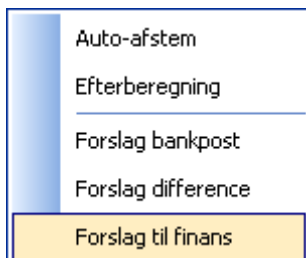 Auto-afstem
Efterberegning
Forslag bankpost
Forslag difference
Forslag til finans